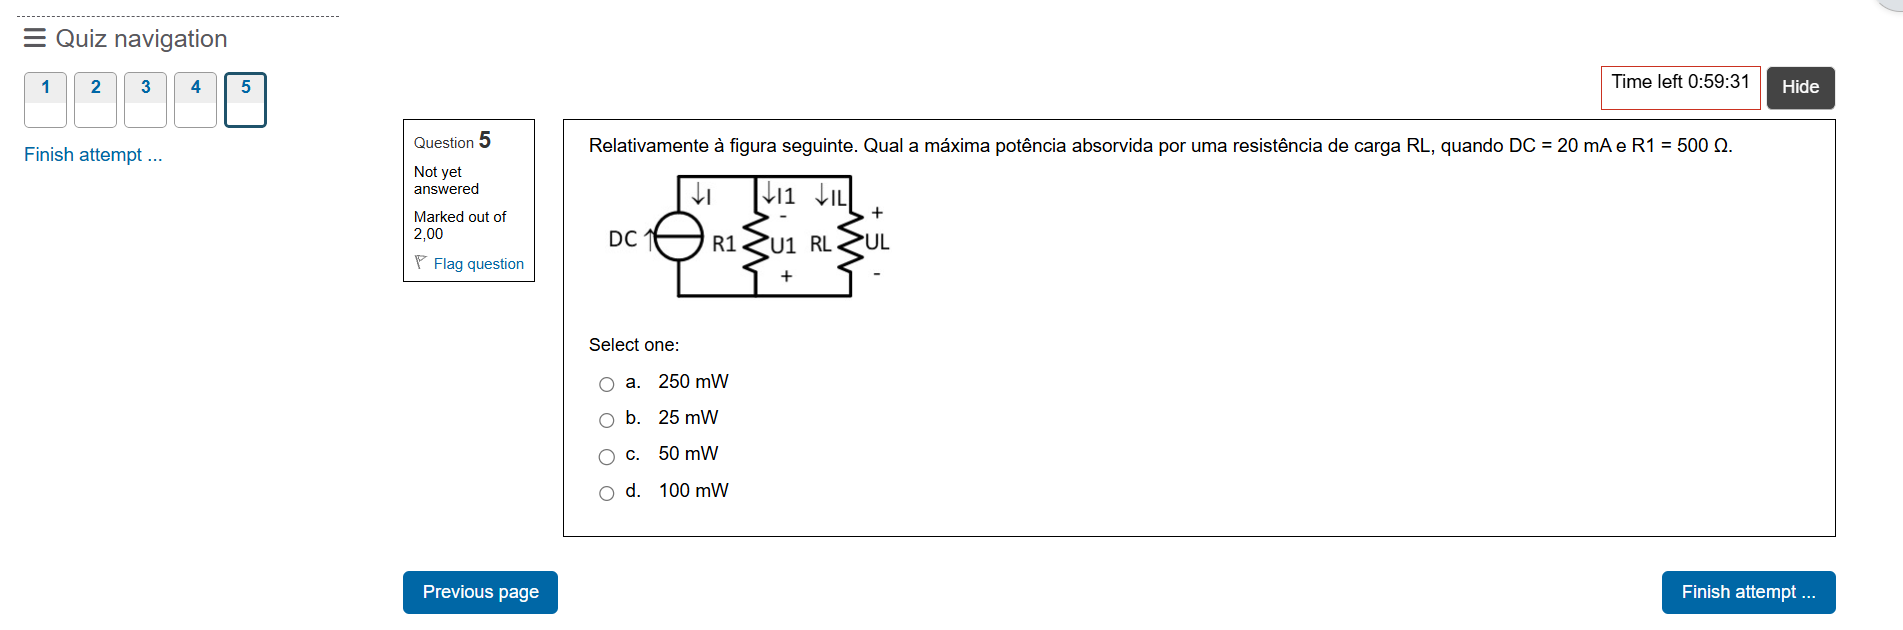 Quiz navigation
1 2 3 4 5
Finish attempt ...
Time left 0:59:31
Hide
Question 5
Not yet
answered
Marked out of
2,00
Flag question
Relativamente à figura seguinte. Qual a máxima potência absorvida por uma resistência de carga RL, quando DC = 20 mA e R1 = 500 Ω.
↓I ↓I1 ↓IL
- +
DC ↑ R1 U1 RL UL
+ -
Select one:
a. 250 mW
b. 25 mW
c. 50 mW
d. 100 mW
Previous page
Finish attempt ...